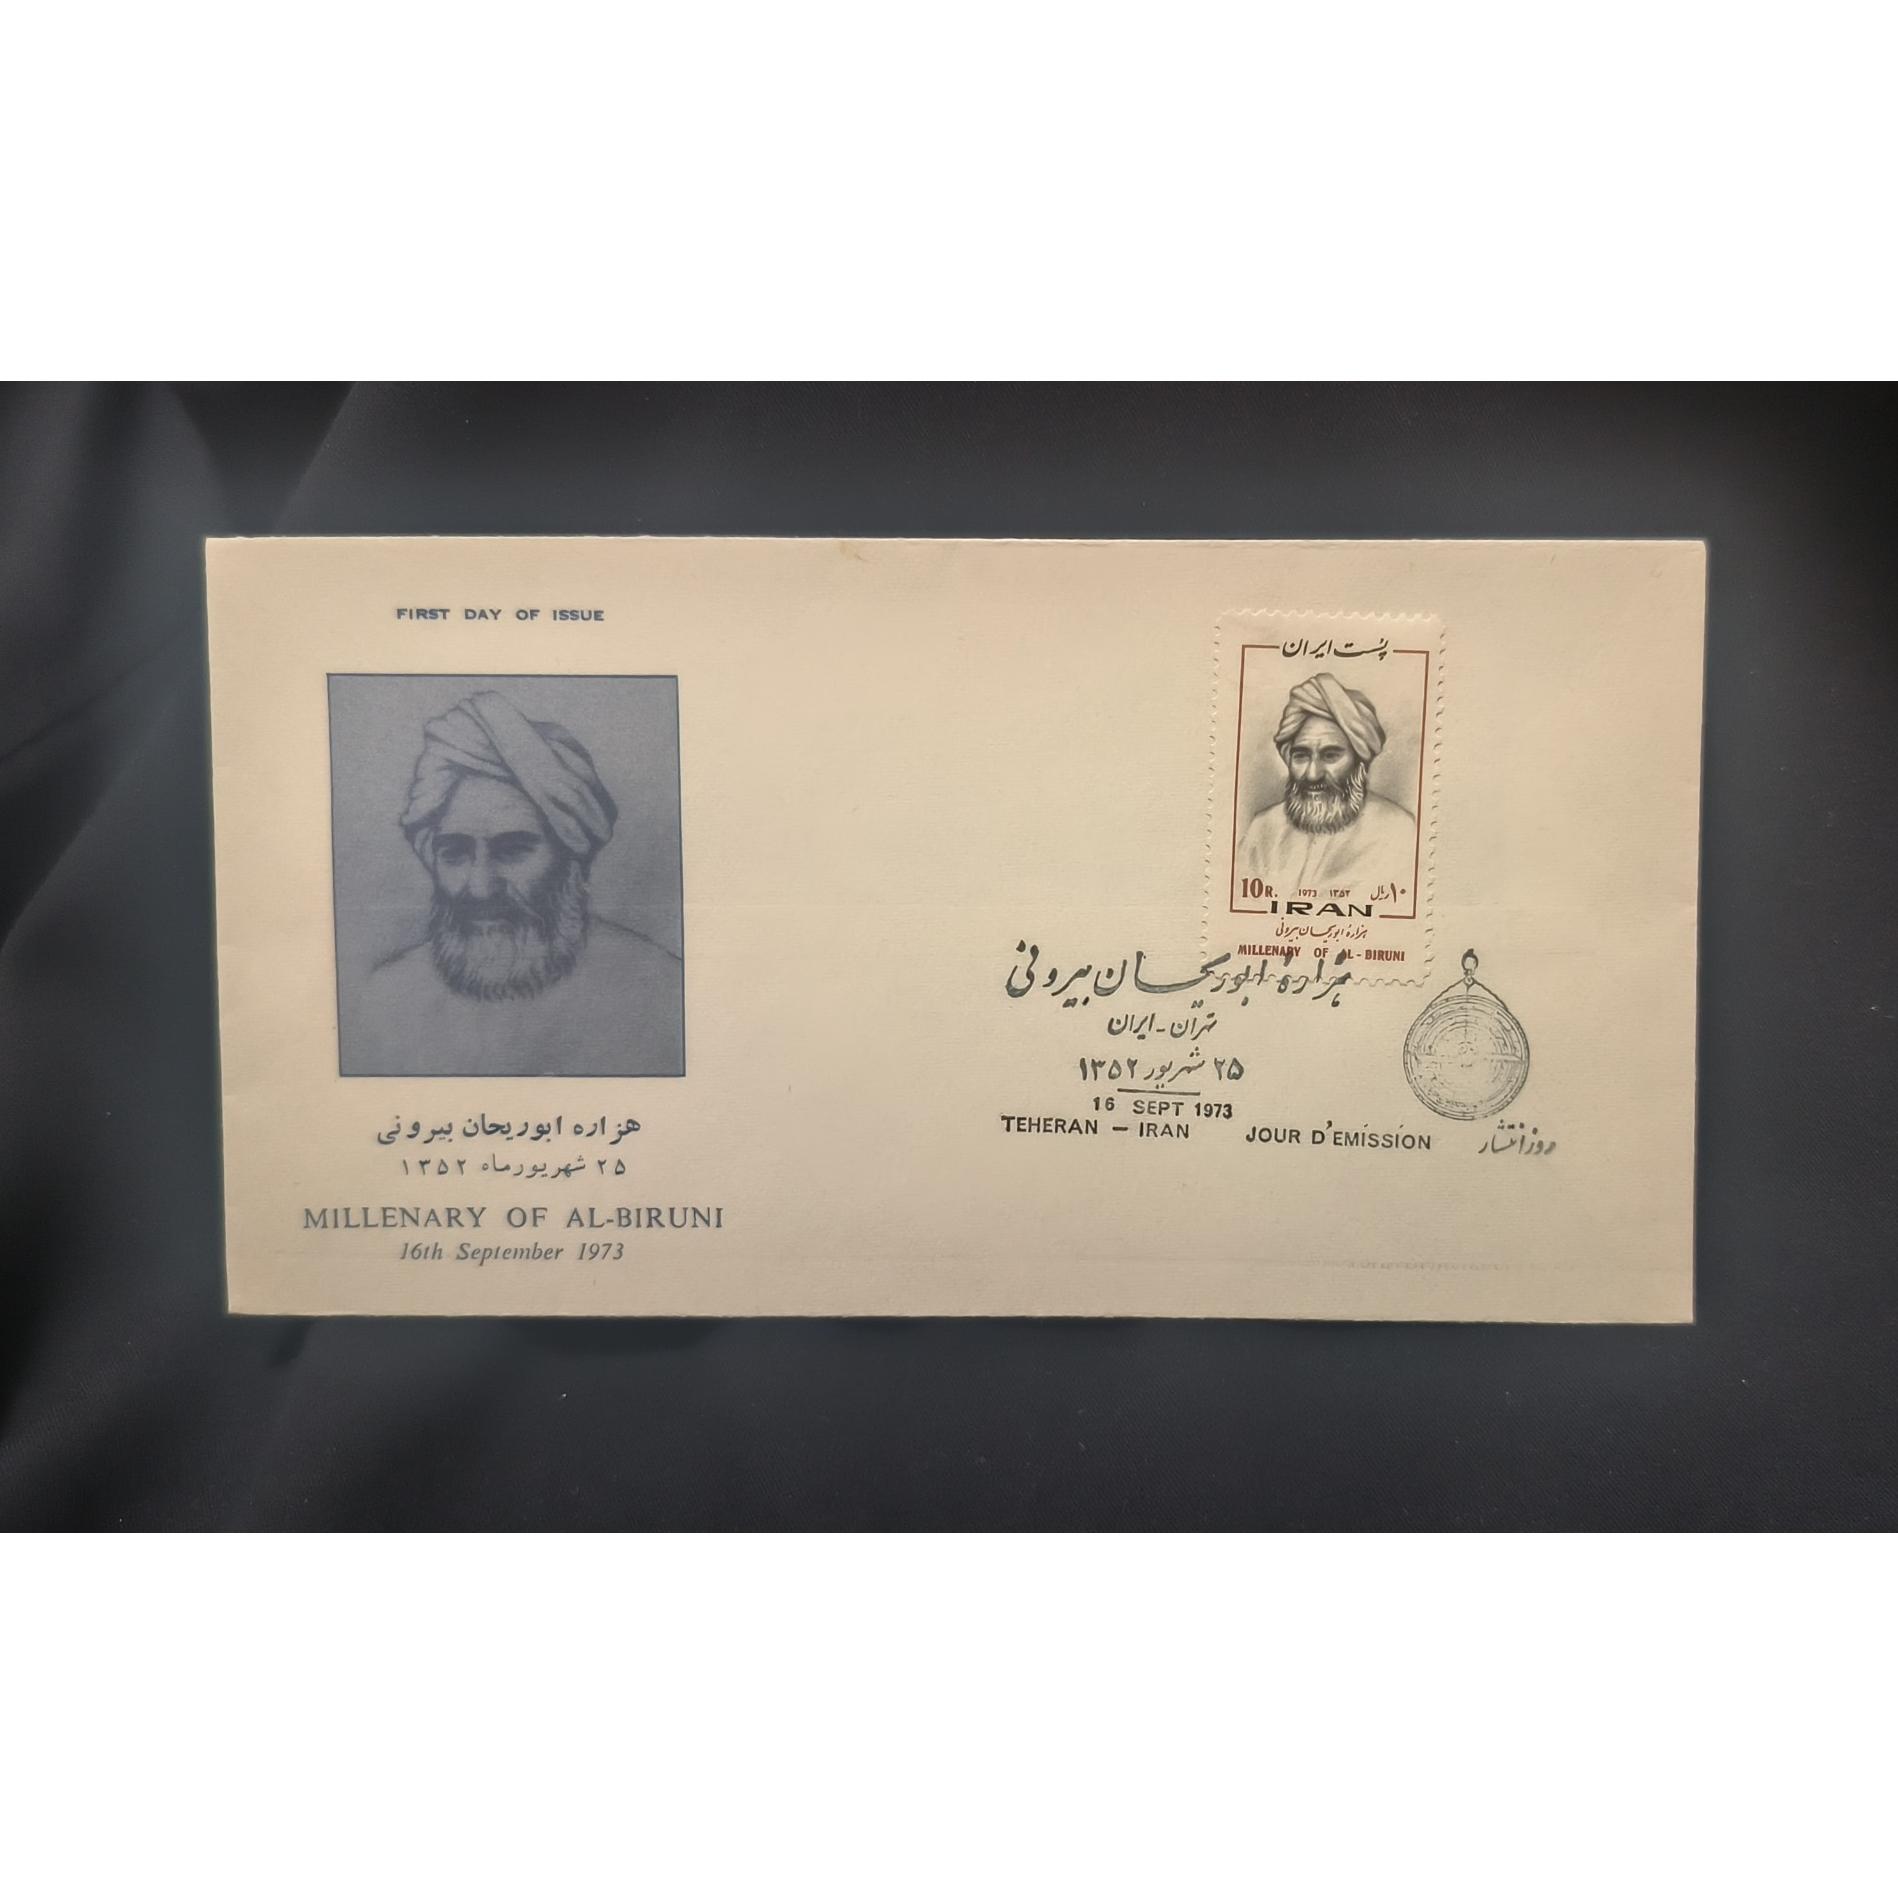 FIRST DAY OF ISSUE
هزاره ابوریحان بیرونی
۲۵ شهریورماه ۱۳۵۲
MILLENARY OF AL-BIRUNI
16th September 1973
پست ایران
10R. 1973 ۱۳۵۲ ۱۰ ریال
IRAN
هزارهٔ ابوریحان بیرونی
MILLENARY OF AL-BIRUNI
هزارهٔ ابوریحان بیرونی
تهران - ایران
۲۵ شهریور ۱۳۵۲
16 SEPT 1973
TEHERAN - IRAN JOUR D'EMISSION روز انتشار